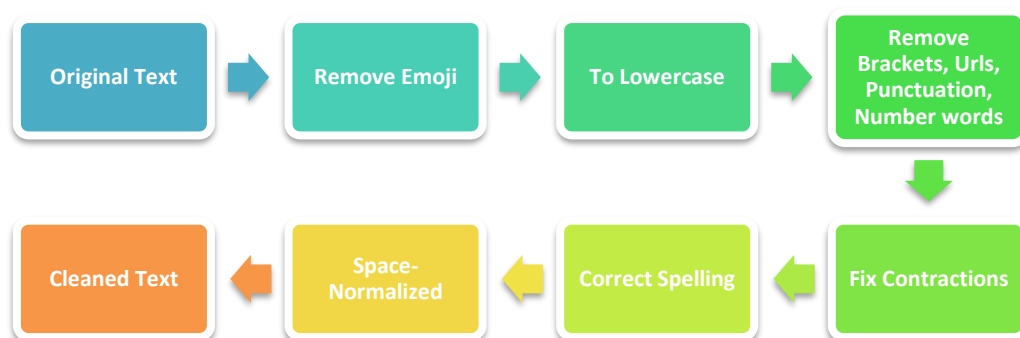 Original Text
Remove Emoji
To Lowercase
Remove
Brackets, Urls,
Punctuation,
Number words
Fix Contractions
Correct Spelling
Space-
Normalized
Cleaned Text